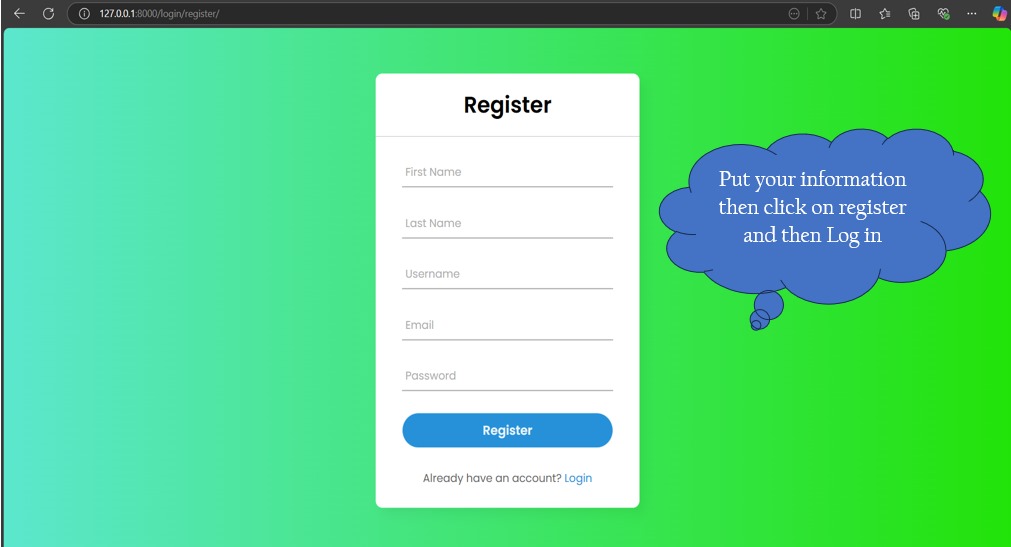 127.0.0.1:8000/login/register/
Register
First Name
Last Name
Username
Email
Password
Register
Already have an account? Login
Put your information
then click on register
and then Log in